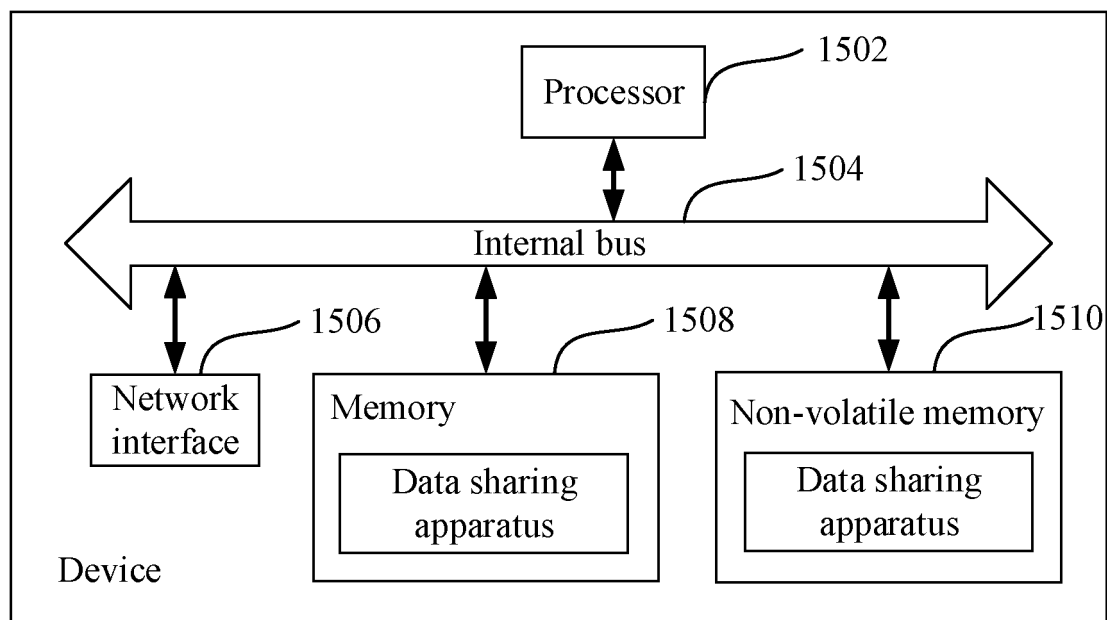 1502
Processor
1504
Internal bus
1506
1508
1510
Network
interface
Memory
Data sharing
apparatus
Non-volatile memory
Data sharing
apparatus
Device